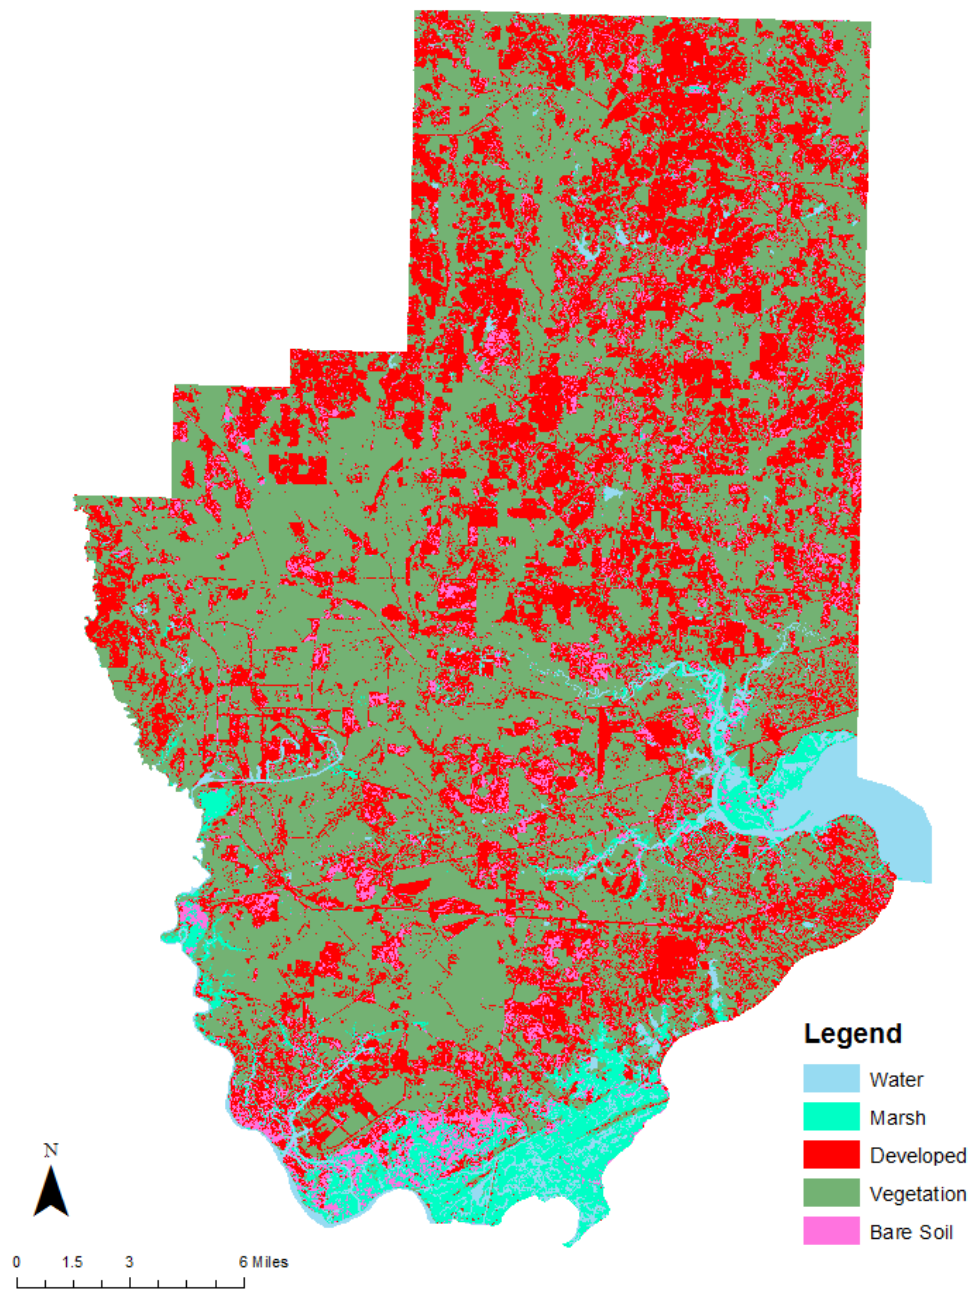 Legend
Water
Marsh
Developed
Vegetation
Bare Soil
N
0 1.5 3 6 Miles